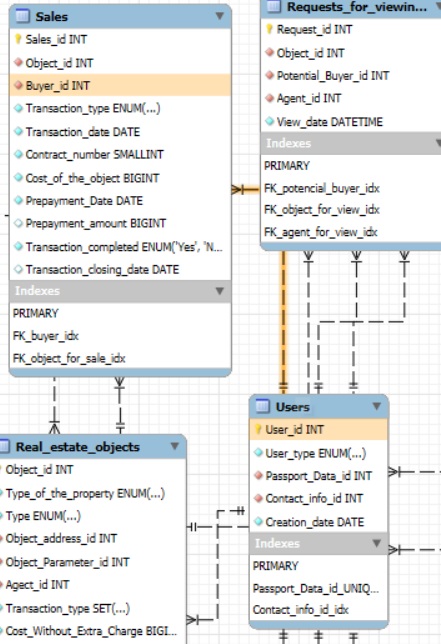 Sales
Sales_id INT
Object_id INT
Buyer_id INT
Transaction_type ENUM(...)
Transaction_date DATE
Contract_number SMALLINT
Cost_of_the_object BIGINT
Prepayment_Date DATE
Prepayment_amount BIGINT
Transaction_completed ENUM('Yes', 'N...
Transaction_closing_date DATE
Indexes
PRIMARY
FK_buyer_idx
FK_object_for_sale_idx
Requests_for_viewin...
Request_id INT
Object_id INT
Potential_Buyer_id INT
Agent_id INT
View_date DATETIME
Indexes
PRIMARY
FK_potencial_buyer_idx
FK_object_for_view_idx
FK_agent_for_view_idx
Real_estate_objects
Object_id INT
Type_of_the_property ENUM(...)
Type ENUM(...)
Object_address_id INT
Object_Parameter_id INT
Agect_id INT
Transaction_type SET(...)
Cost_Without_Extra_Charge BIGI...
Users
User_id INT
User_type ENUM(...)
Passport_Data_id INT
Contact_info_id INT
Creation_date DATE
Indexes
PRIMARY
Passport_Data_id_UNIQ...
Contact_info_id_idx